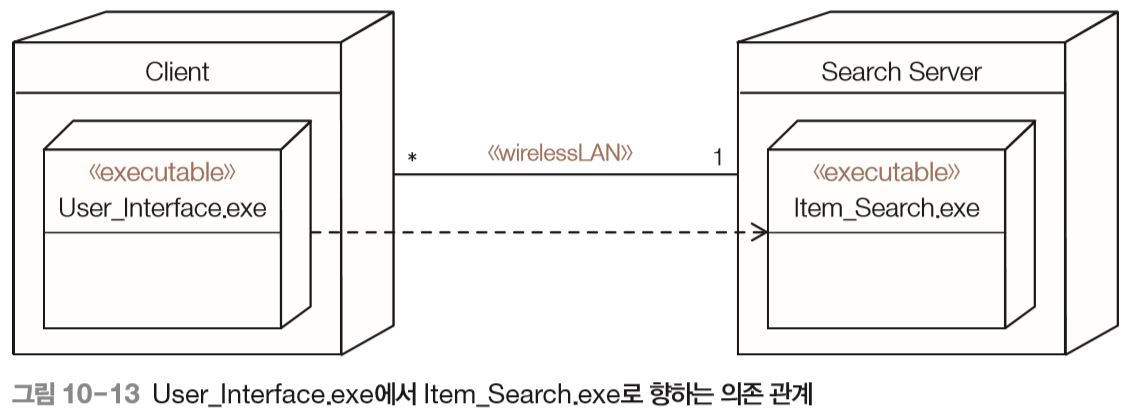 Client
Search Server
«executable»
User_Interface.exe
* «wirelessLAN» 1
«executable»
Item_Search.exe
그림 10-13 User_Interface.exe에서 Item_Search.exe로 향하는 의존 관계